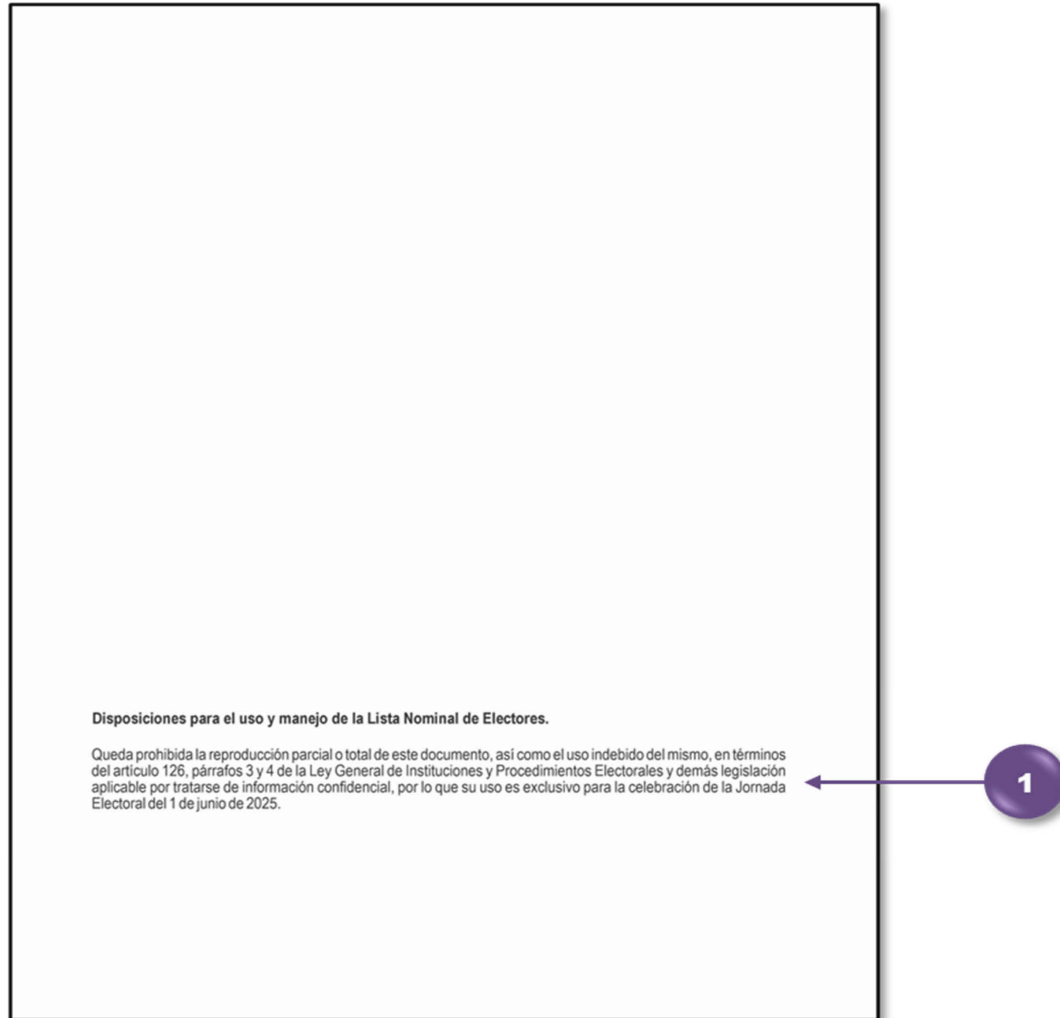 Disposiciones para el uso y manejo de la Lista Nominal de Electores.
Queda prohibida la reproducción parcial o total de este documento, así como el uso indebido del mismo, en términos
del artículo 126, párrafos 3 y 4 de la Ley General de Instituciones y Procedimientos Electorales y demás legislación
aplicable por tratarse de información confidencial, por lo que su uso es exclusivo para la celebración de la Jornada
Electoral del 1 de junio de 2025.
1